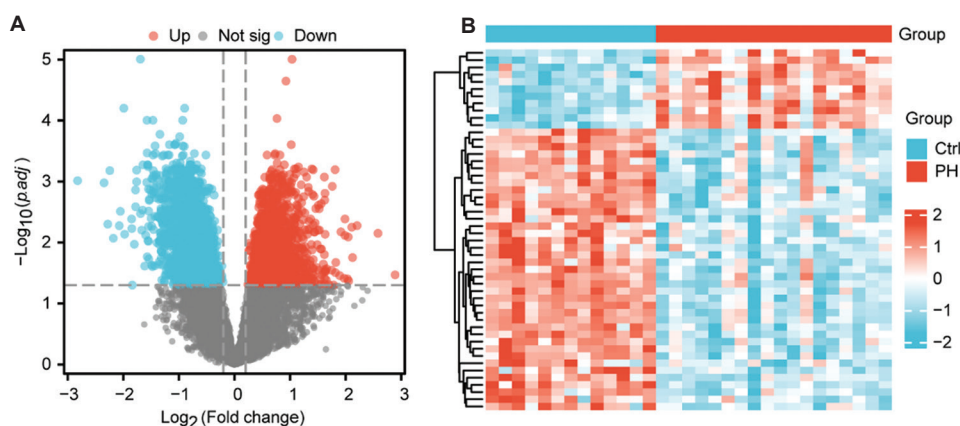 A
Up Not sig Down
5
4
3
2
1
0
−Log10(p.adj)
−3 −2 −1 0 1 2 3
Log2(Fold change)
B
Group
Group
Ctrl
PH
2
1
0
−1
−2